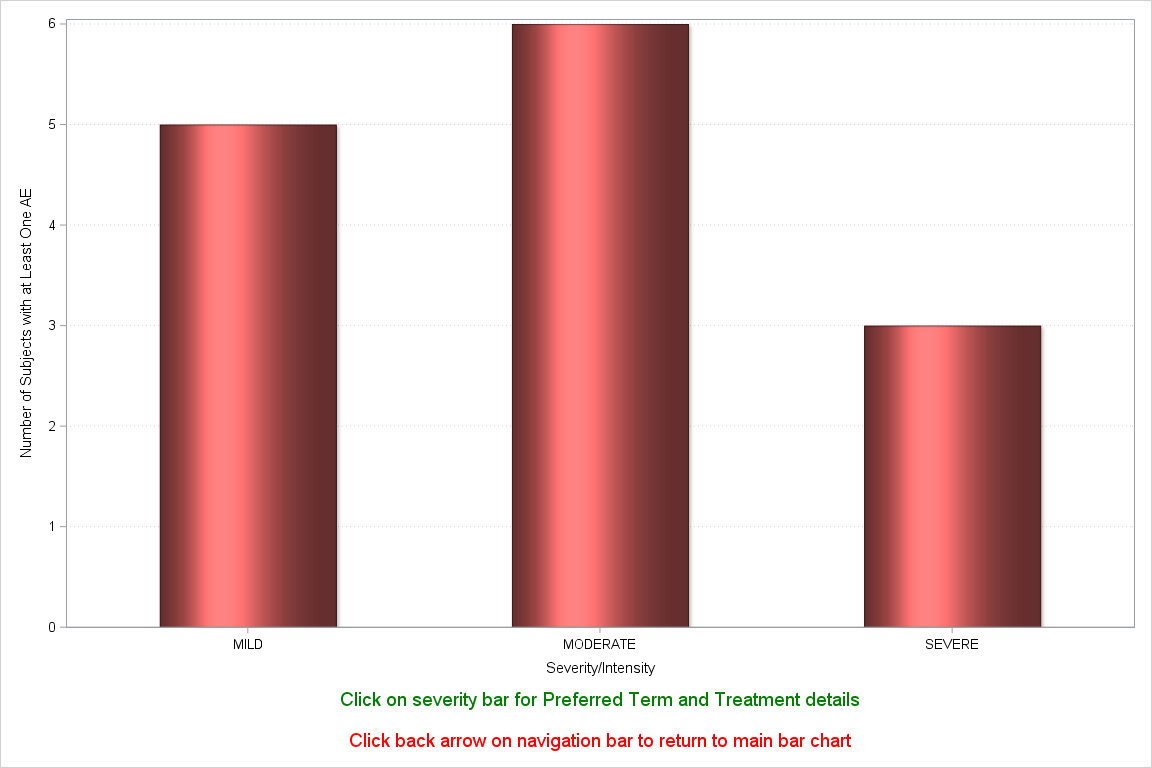 Number of Subjects with at Least One AE
6
5
4
3
2
1
0
MILD MODERATE SEVERE
Severity/Intensity
Click on severity bar for Preferred Term and Treatment details
Click back arrow on navigation bar to return to main bar chart